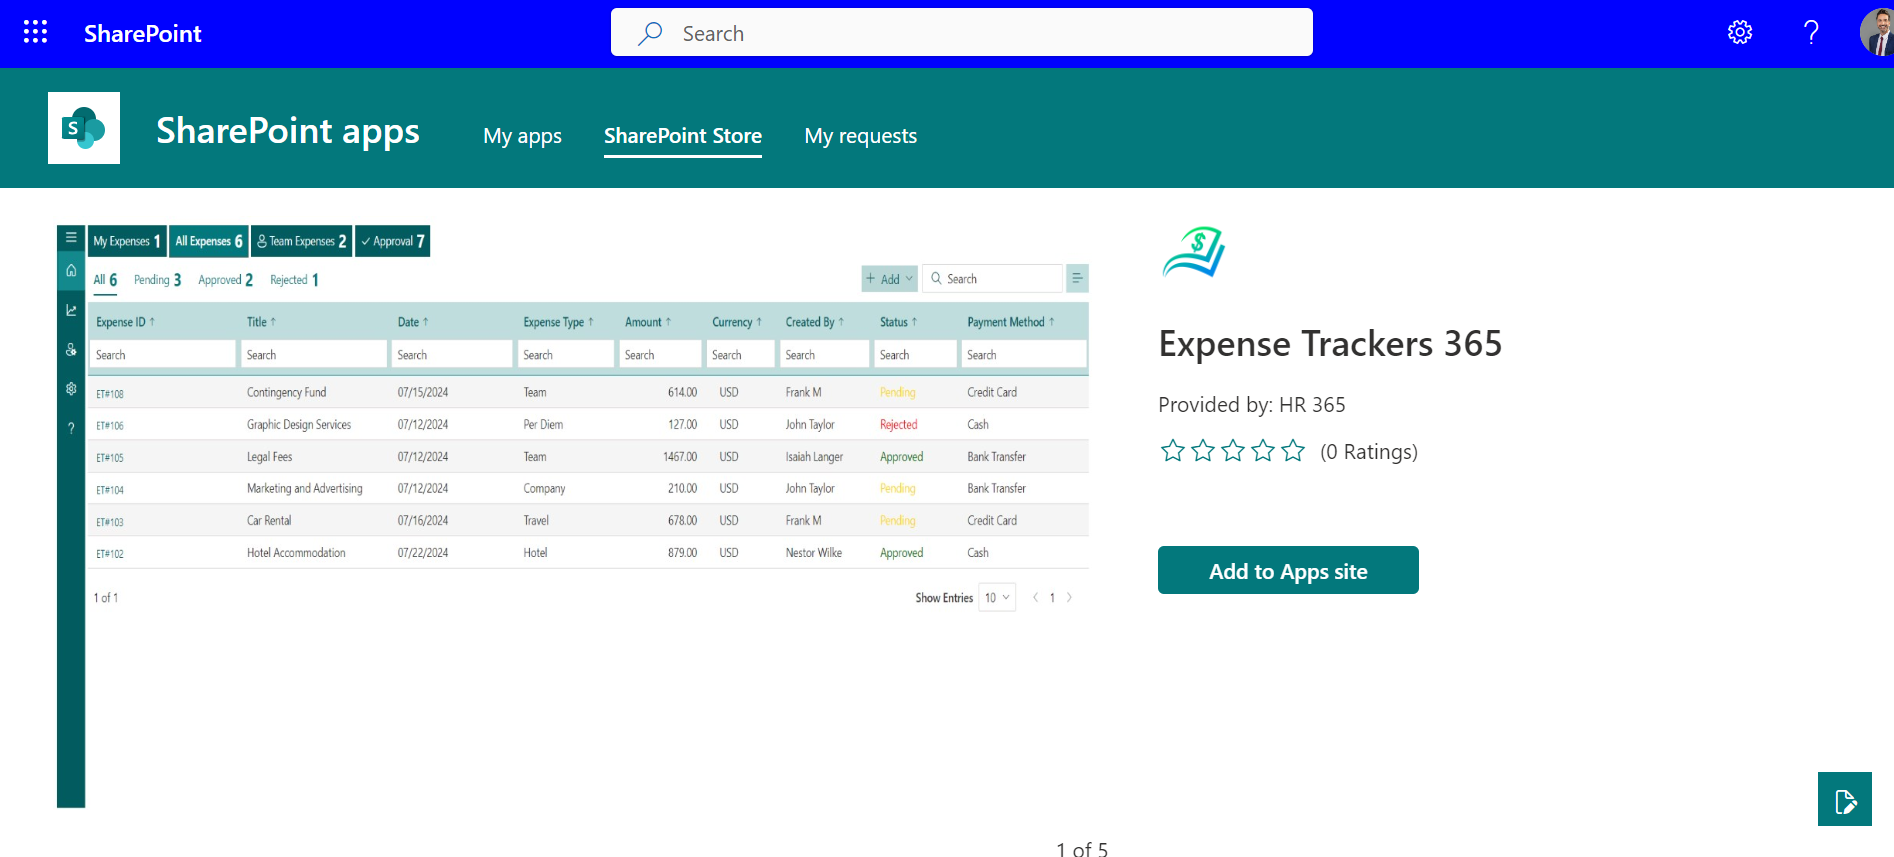 SharePoint
Search
S
SharePoint apps
My apps
SharePoint Store
My requests
My Expenses 1
All Expenses 6
Team Expenses 2
Approval 7
All 6
Pending 3
Approved 2
Rejected 1
+ Add
Search
Expense ID ↑ Title ↑ Date ↑ Expense Type ↑ Amount ↑ Currency ↑ Created By ↑ Status ↑ Payment Method ↑
Search Search Search Search Search Search Search Search Search
ET#108 Contingency Fund 07/15/2024 Team 614.00 USD Frank M Pending Credit Card
ET#106 Graphic Design Services 07/12/2024 Per Diem 127.00 USD John Taylor Rejected Cash
ET#105 Legal Fees 07/12/2024 Team 1467.00 USD Isaiah Langer Approved Bank Transfer
ET#104 Marketing and Advertising 07/12/2024 Company 210.00 USD John Taylor Pending Bank Transfer
ET#103 Car Rental 07/16/2024 Travel 678.00 USD Frank M Pending Credit Card
ET#102 Hotel Accommodation 07/22/2024 Hotel 879.00 USD Nestor Wilke Approved Cash
1 of 1
Show Entries 10 < 1 >
$
Expense Trackers 365
Provided by: HR 365
(0 Ratings)
Add to Apps site
1 of 5